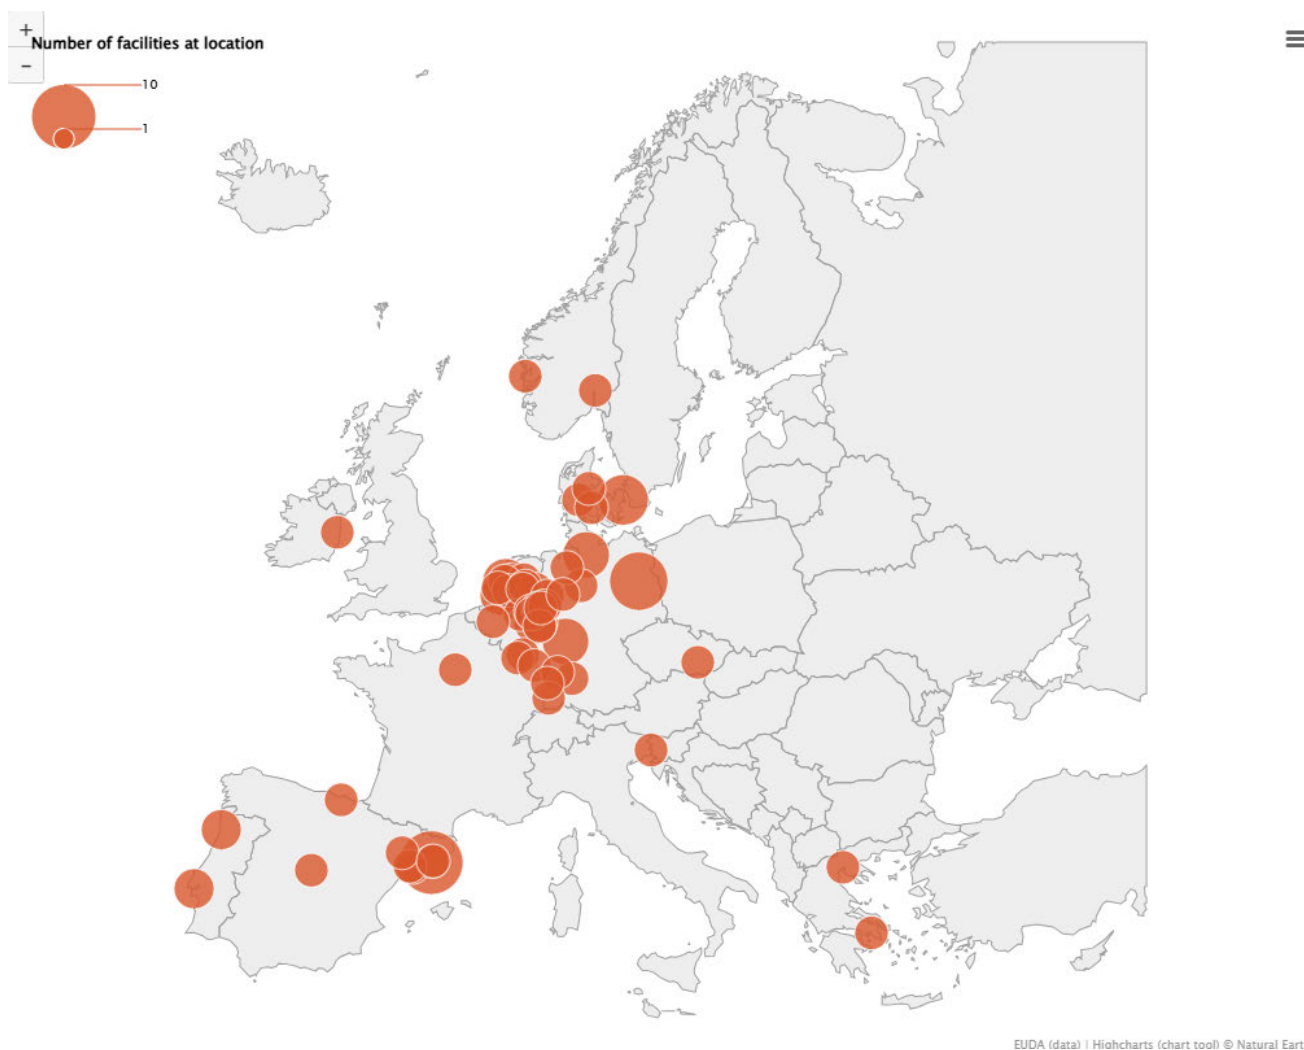 +
Number of facilities at location
−
10
1
EUDA (data) | Highcharts (chart tool) © Natural Eart